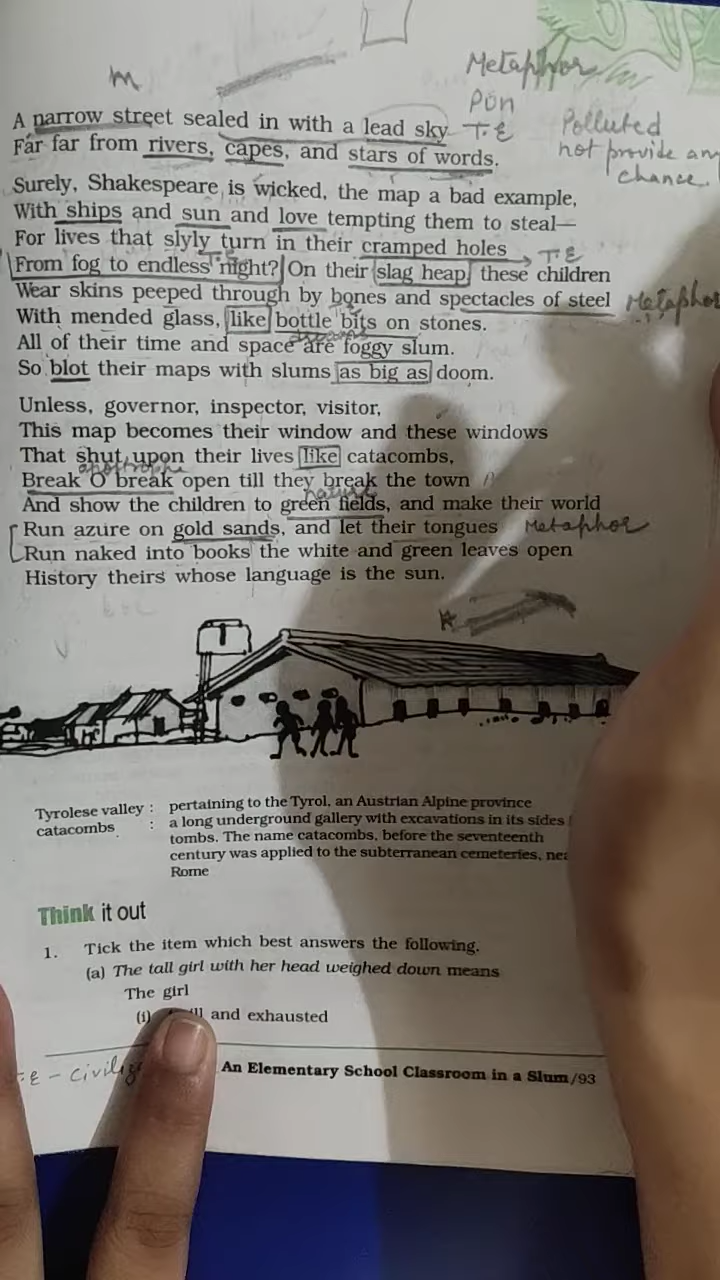 m
Metaphor
Pun
A narrow street sealed in with a lead sky T.E Polluted
Far far from rivers, capes, and stars of words. not provide any
chance.
Surely, Shakespeare is wicked, the map a bad example,
With ships and sun and love tempting them to steal—
For lives that slyly turn in their cramped holes T.E
From fog to endless night? On their slag heap, these children
Wear skins peeped through by bones and spectacles of steel Metaphor
With mended glass, like bottle bits on stones.
All of their time and space are foggy slum.
So blot their maps with slums as big as doom.
Unless, governor, inspector, visitor,
This map becomes their window and these windows
That shut upon their lives like catacombs,
apostrophe
Break O break open till they break the town
nature
And show the children to green fields, and make their world
Run azure on gold sands, and let their tongues Metaphor
Run naked into books the white and green leaves open
History theirs whose language is the sun.
Tyrolese valley : pertaining to the Tyrol, an Austrian Alpine province
catacombs : a long underground gallery with excavations in its sides
tombs. The name catacombs, before the seventeenth
century was applied to the subterranean cemeteries,
Rome
Think it out
1. Tick the item which best answers the following.
(a) The tall girl with her head weighed down means
The girl
(i) and exhausted
An Elementary School Classroom in a Slum/93